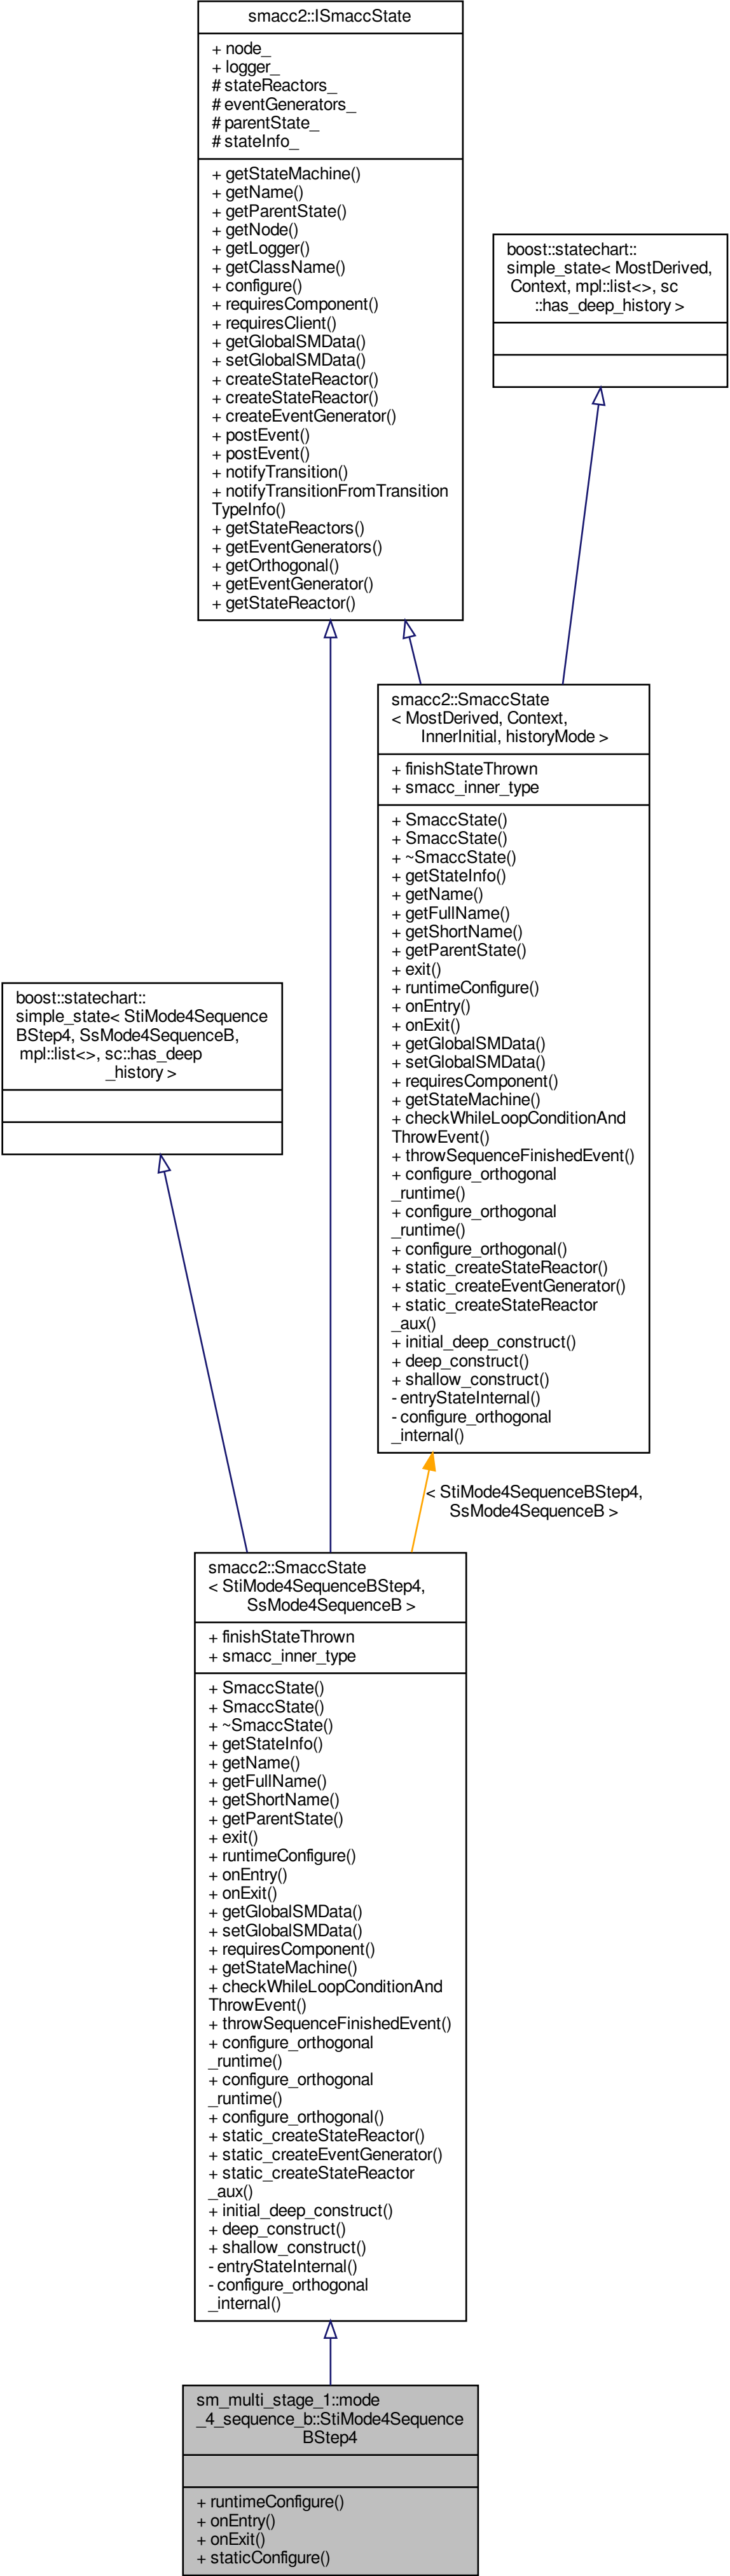 smacc2::ISmaccState
+ node_
+ logger_
# stateReactors_
# eventGenerators_
# parentState_
# stateInfo_
+ getStateMachine()
+ getName()
+ getParentState()
+ getNode()
+ getLogger()
+ getClassName()
+ configure()
+ requiresComponent()
+ requiresClient()
+ getGlobalSMData()
+ setGlobalSMData()
+ createStateReactor()
+ createStateReactor()
+ createEventGenerator()
+ postEvent()
+ postEvent()
+ notifyTransition()
+ notifyTransitionFromTransition
TypeInfo()
+ getStateReactors()
+ getEventGenerators()
+ getOrthogonal()
+ getEventGenerator()
+ getStateReactor()
boost::statechart::
simple_state< MostDerived,
Context, mpl::list<>, sc
::has_deep_history >
smacc2::SmaccState
< MostDerived, Context,
InnerInitial, historyMode >
+ finishStateThrown
+ smacc_inner_type
+ SmaccState()
+ SmaccState()
+ ~SmaccState()
+ getStateInfo()
+ getName()
+ getFullName()
+ getShortName()
+ getParentState()
+ exit()
+ runtimeConfigure()
+ onEntry()
+ onExit()
+ getGlobalSMData()
+ setGlobalSMData()
+ requiresComponent()
+ getStateMachine()
+ checkWhileLoopConditionAnd
ThrowEvent()
+ throwSequenceFinishedEvent()
+ configure_orthogonal
_runtime()
+ configure_orthogonal
_runtime()
+ configure_orthogonal()
+ static_createStateReactor()
+ static_createEventGenerator()
+ static_createStateReactor
_aux()
+ initial_deep_construct()
+ deep_construct()
+ shallow_construct()
- entryStateInternal()
- configure_orthogonal
_internal()
boost::statechart::
simple_state< StiMode4Sequence
BStep4, SsMode4SequenceB,
mpl::list<>, sc::has_deep
_history >
< StiMode4SequenceBStep4,
SsMode4SequenceB >
smacc2::SmaccState
< StiMode4SequenceBStep4,
SsMode4SequenceB >
+ finishStateThrown
+ smacc_inner_type
+ SmaccState()
+ SmaccState()
+ ~SmaccState()
+ getStateInfo()
+ getName()
+ getFullName()
+ getShortName()
+ getParentState()
+ exit()
+ runtimeConfigure()
+ onEntry()
+ onExit()
+ getGlobalSMData()
+ setGlobalSMData()
+ requiresComponent()
+ getStateMachine()
+ checkWhileLoopConditionAnd
ThrowEvent()
+ throwSequenceFinishedEvent()
+ configure_orthogonal
_runtime()
+ configure_orthogonal
_runtime()
+ configure_orthogonal()
+ static_createStateReactor()
+ static_createEventGenerator()
+ static_createStateReactor
_aux()
+ initial_deep_construct()
+ deep_construct()
+ shallow_construct()
- entryStateInternal()
- configure_orthogonal
_internal()
sm_multi_stage_1::mode
_4_sequence_b::StiMode4Sequence
BStep4
+ runtimeConfigure()
+ onEntry()
+ onExit()
+ staticConfigure()